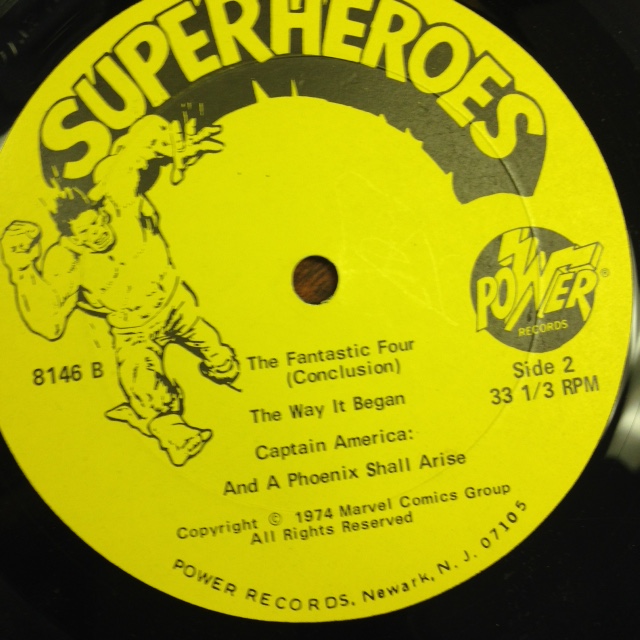 SUPERHEROES
POWER®
RECORDS
8146 B
Side 2
33 1/3 RPM
The Fantastic Four
(Conclusion)
The Way It Began
Captain America:
And A Phoenix Shall Arise
Copyright © 1974 Marvel Comics Group
All Rights Reserved
POWER RECORDS, Newark, N. J. 07105